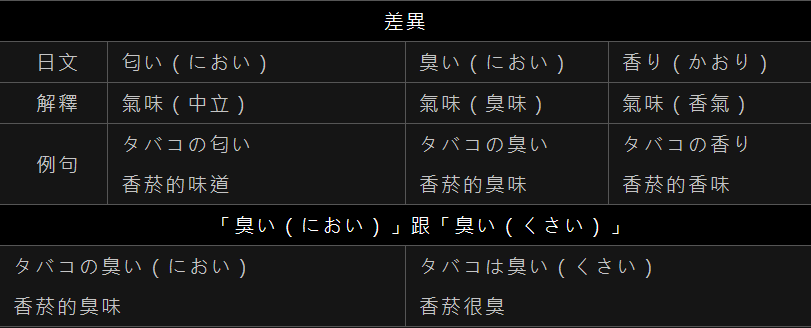 差異
日文 匂い(におい) 臭い(におい) 香り(かおり)
解釋 氣味(中立) 氣味(臭味) 氣味(香氣)
例句 タバコの匂い タバコの臭い タバコの香り
香菸的味道 香菸的臭味 香菸的香味
「臭い(におい)」跟「臭い(くさい)」
タバコの臭い(におい) タバコは臭い(くさい)
香菸的臭味 香菸很臭